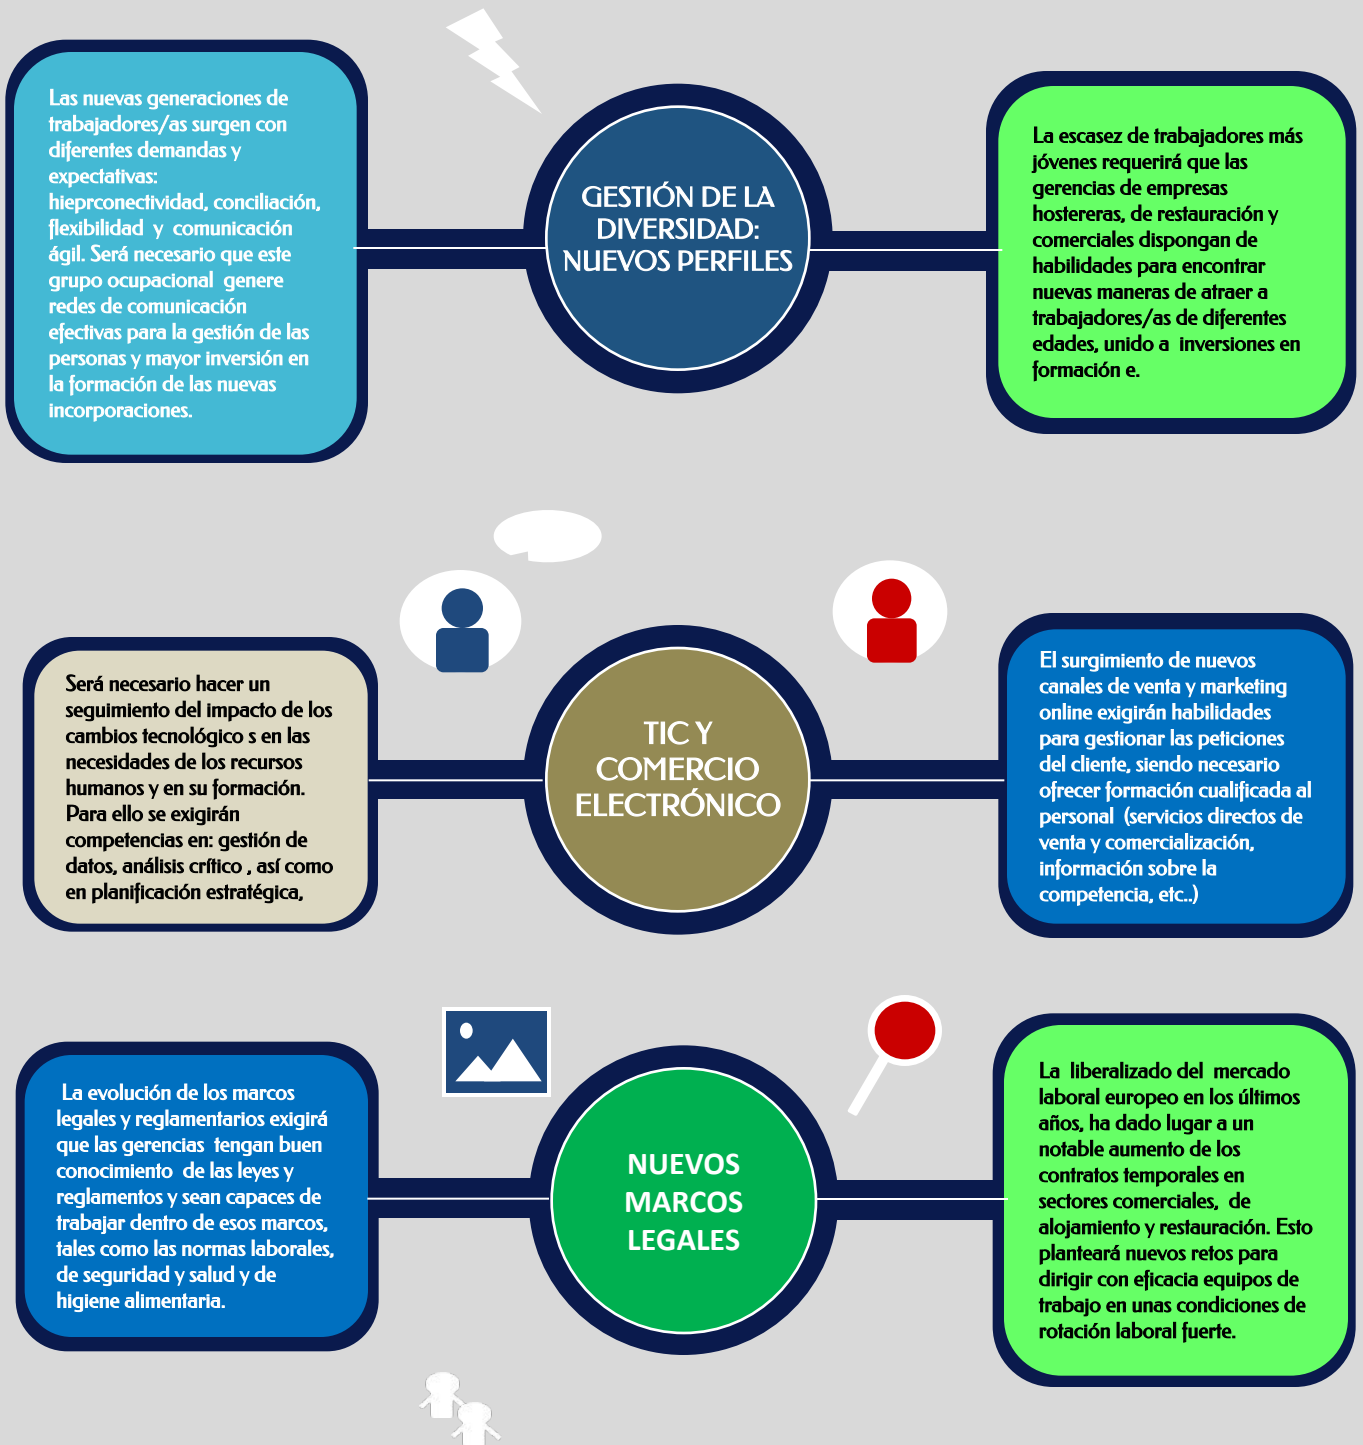 Las nuevas generaciones de
trabajadores/as surgen con
diferentes demandas y
expectativas:
hieprconectividad, conciliación,
flexibilidad y comunicación
ágil. Será necesario que este
grupo ocupacional genere
redes de comunicación
efectivas para la gestión de las
personas y mayor inversión en
la formación de las nuevas
incorporaciones.
GESTIÓN DE LA
DIVERSIDAD:
NUEVOS PERFILES
La escasez de trabajadores más
jóvenes requerirá que las
gerencias de empresas
hostereras, de restauración y
comerciales dispongan de
habilidades para encontrar
nuevas maneras de atraer a
trabajadores/as de diferentes
edades, unido a inversiones en
formación e.
Será necesario hacer un
seguimiento del impacto de los
cambios tecnológico s en las
necesidades de los recursos
humanos y en su formación.
Para ello se exigirán
competencias en: gestión de
datos, análisis crítico , así como
en planificación estratégica,
TIC Y
COMERCIO
ELECTRÓNICO
El surgimiento de nuevos
canales de venta y marketing
online exigirán habilidades
para gestionar las peticiones
del cliente, siendo necesario
ofrecer formación cualificada al
personal (servicios directos de
venta y comercialización,
información sobre la
competencia, etc..)
La evolución de los marcos
legales y reglamentarios exigirá
que las gerencias tengan buen
conocimiento de las leyes y
reglamentos y sean capaces de
trabajar dentro de esos marcos,
tales como las normas laborales,
de seguridad y salud y de
higiene alimentaria.
NUEVOS
MARCOS
LEGALES
La liberalizado del mercado
laboral europeo en los últimos
años, ha dado lugar a un
notable aumento de los
contratos temporales en
sectores comerciales, de
alojamiento y restauración. Esto
planteará nuevos retos para
dirigir con eficacia equipos de
trabajo en unas condiciones de
rotación laboral fuerte.